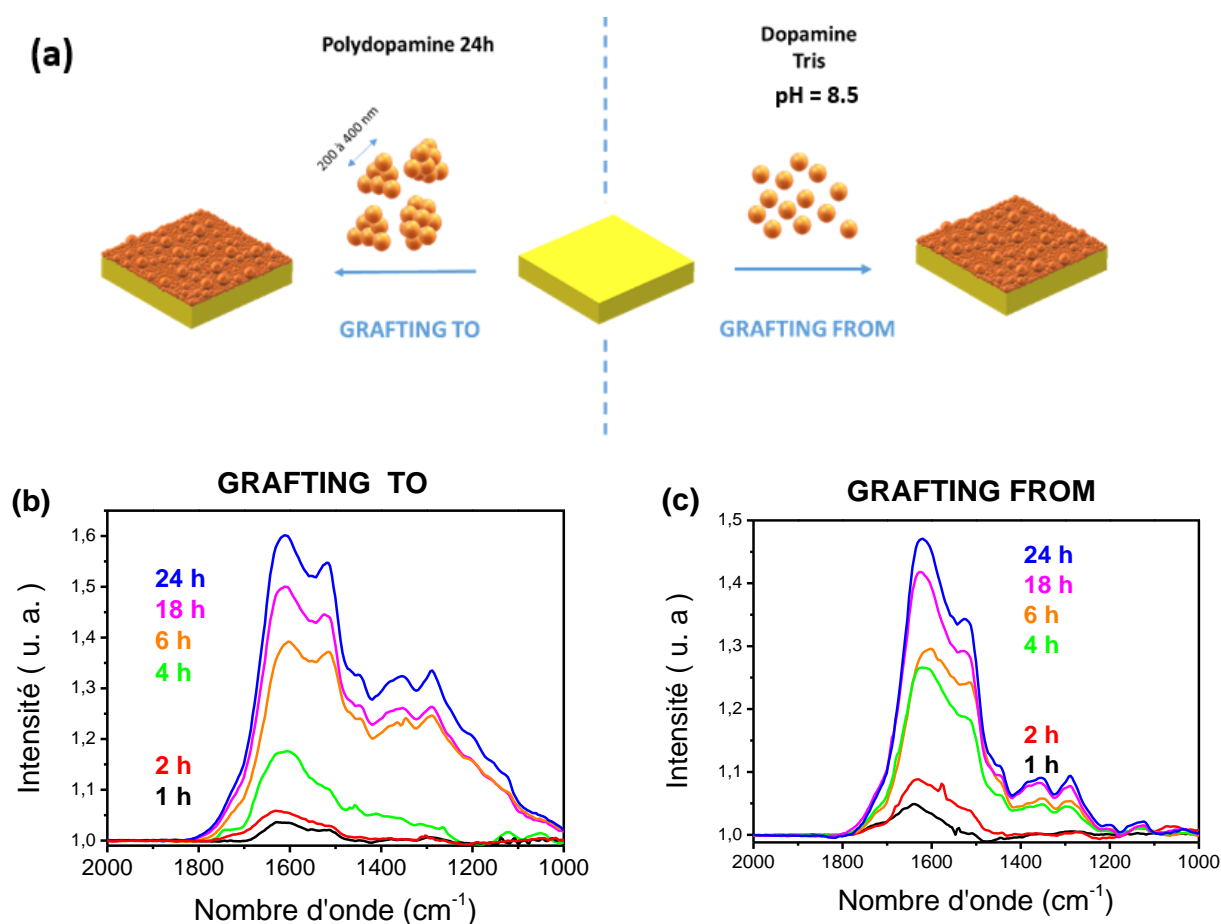 (a)
Polydopamine 24h
Dopamine
Tris
pH = 8.5
200 à 400 nm
GRAFTING TO
GRAFTING FROM
(b)
GRAFTING TO
Intensité ( u. a. )
1,6
1,5
1,4
1,3
1,2
1,1
1,0
24 h
18 h
6 h
4 h
2 h
1 h
2000
1800
1600
1400
1200
1000
Nombre d'onde (cm-1)
(c)
GRAFTING FROM
Intensité ( u. a )
1,5
1,4
1,3
1,2
1,1
1,0
24 h
18 h
6 h
4 h
2 h
1 h
2000
1800
1600
1400
1200
1000
Nombre d'onde (cm-1)